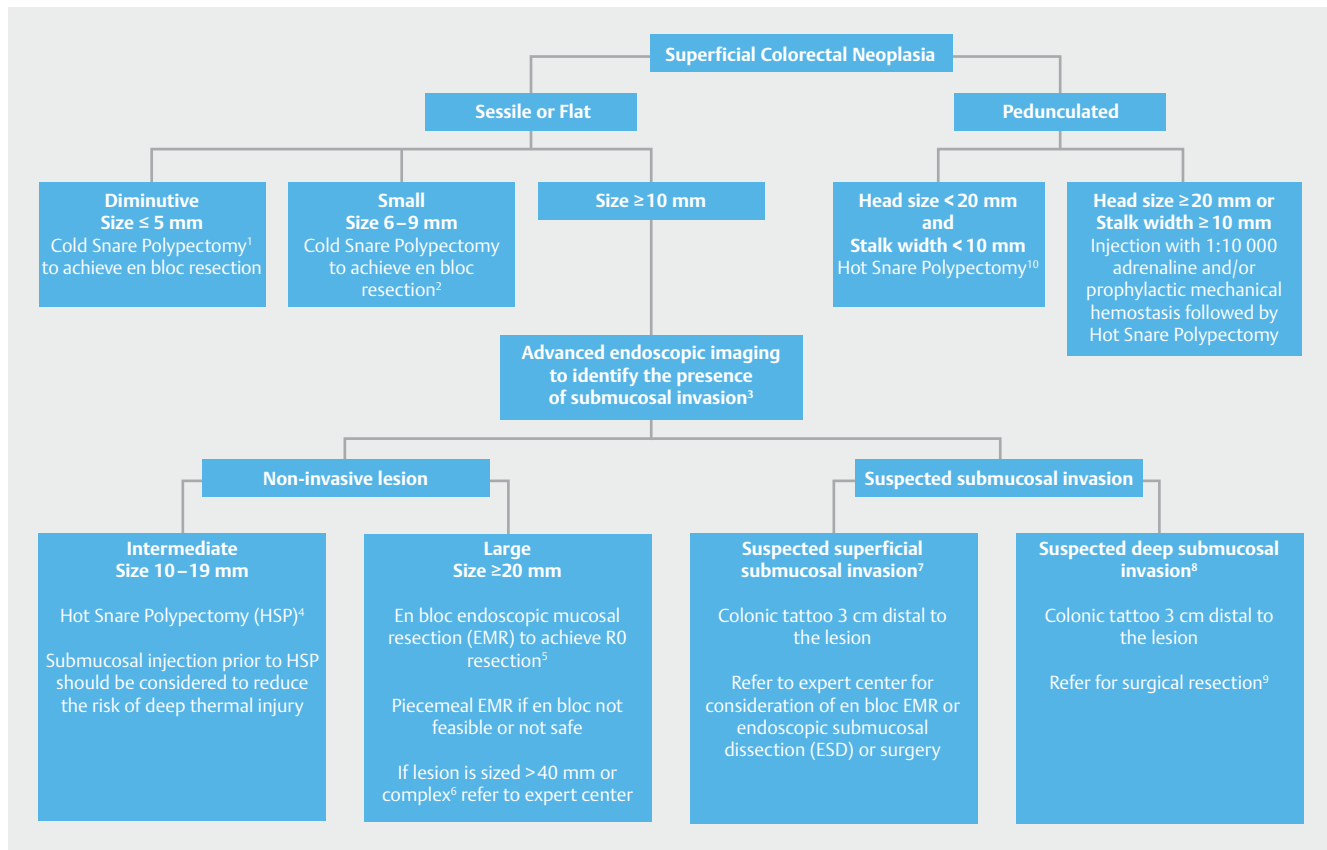 Superficial Colorectal Neoplasia
Sessile or Flat
Pedunculated
Diminutive
Size ≤ 5 mm
Cold Snare Polypectomy¹
to achieve en bloc resection
Small
Size 6–9 mm
Cold Snare Polypectomy
to achieve en bloc
resection²
Size ≥10 mm
Head size <20 mm
and
Stalk width <10 mm
Hot Snare Polypectomy¹⁰
Head size ≥20 mm or
Stalk width ≥10 mm
Injection with 1:10 000
adrenaline and/or
prophylactic mechanical
hemostasis followed by
Hot Snare Polypectomy
Advanced endoscopic imaging
to identify the presence
of submucosal invasion³
Non-invasive lesion
Suspected submucosal invasion
Intermediate
Size 10–19 mm
Hot Snare Polypectomy (HSP)⁴
Submucosal injection prior to HSP
should be considered to reduce
the risk of deep thermal injury
Large
Size ≥20 mm
En bloc endoscopic mucosal
resection (EMR) to achieve R0
resection⁵
Piecemeal EMR if en bloc not
feasible or not safe
If lesion is sized >40 mm or
complex⁶ refer to expert center
Suspected superficial
submucosal invasion⁷
Colonic tattoo 3 cm distal to
the lesion
Refer to expert center for
consideration of en bloc EMR or
endoscopic submucosal
dissection (ESD) or surgery
Suspected deep submucosal
invasion⁸
Colonic tattoo 3 cm distal to
the lesion
Refer for surgical resection⁹